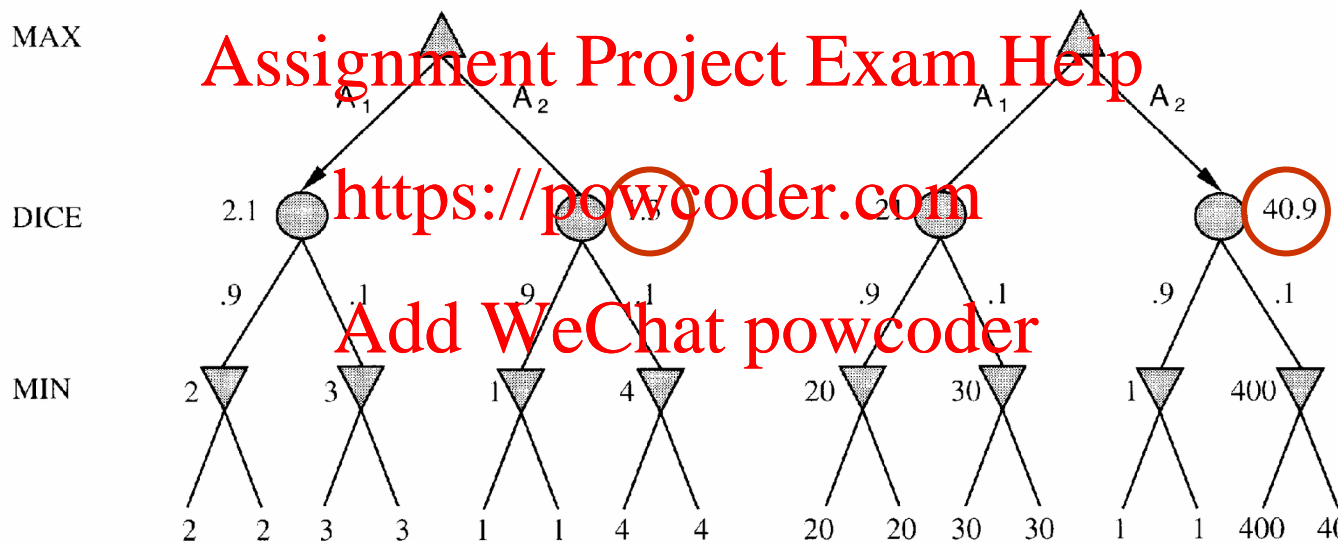 MAX
Assignment Project Exam Help
A1 A2 A1 A2
https://powcoder.com
DICE 2.1 21 40.9
.9 .1 .9 .1 .9 .1 .9 .1
Add WeChat powcoder
MIN 2 3 1 4 20 30 1 400
2 2 3 3 1 1 4 4 20 20 30 30 1 1 400